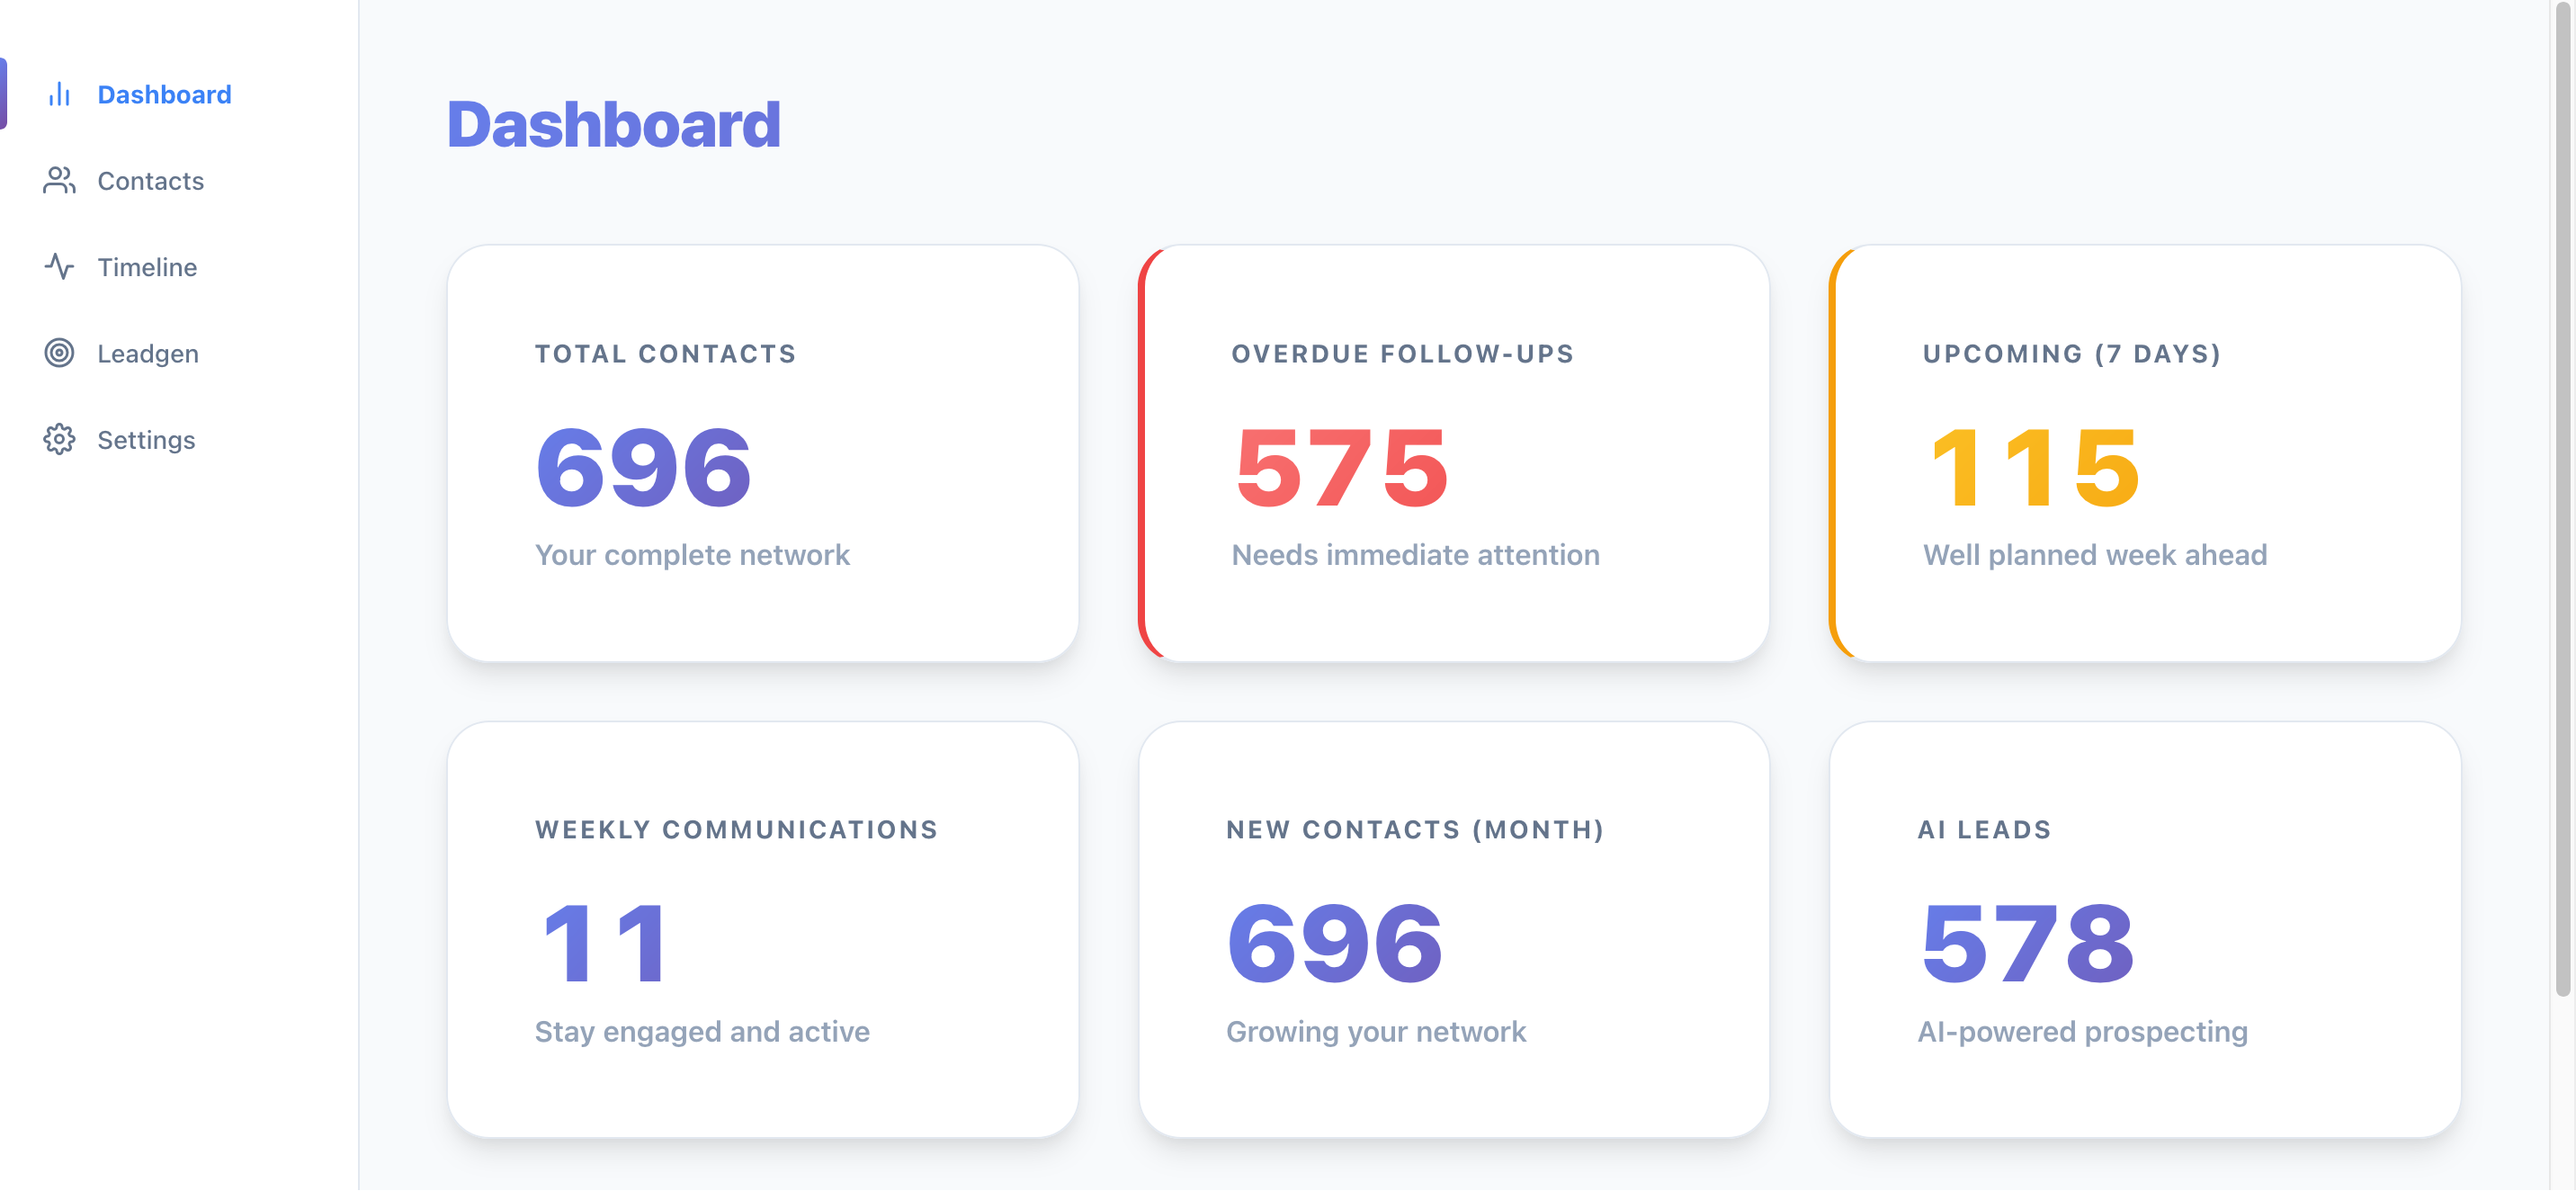 Dashboard
Contacts
Timeline
Leadgen
Settings
Dashboard
TOTAL CONTACTS
696
Your complete network
OVERDUE FOLLOW-UPS
575
Needs immediate attention
UPCOMING (7 DAYS)
115
Well planned week ahead
WEEKLY COMMUNICATIONS
11
Stay engaged and active
NEW CONTACTS (MONTH)
696
Growing your network
AI LEADS
578
AI-powered prospecting